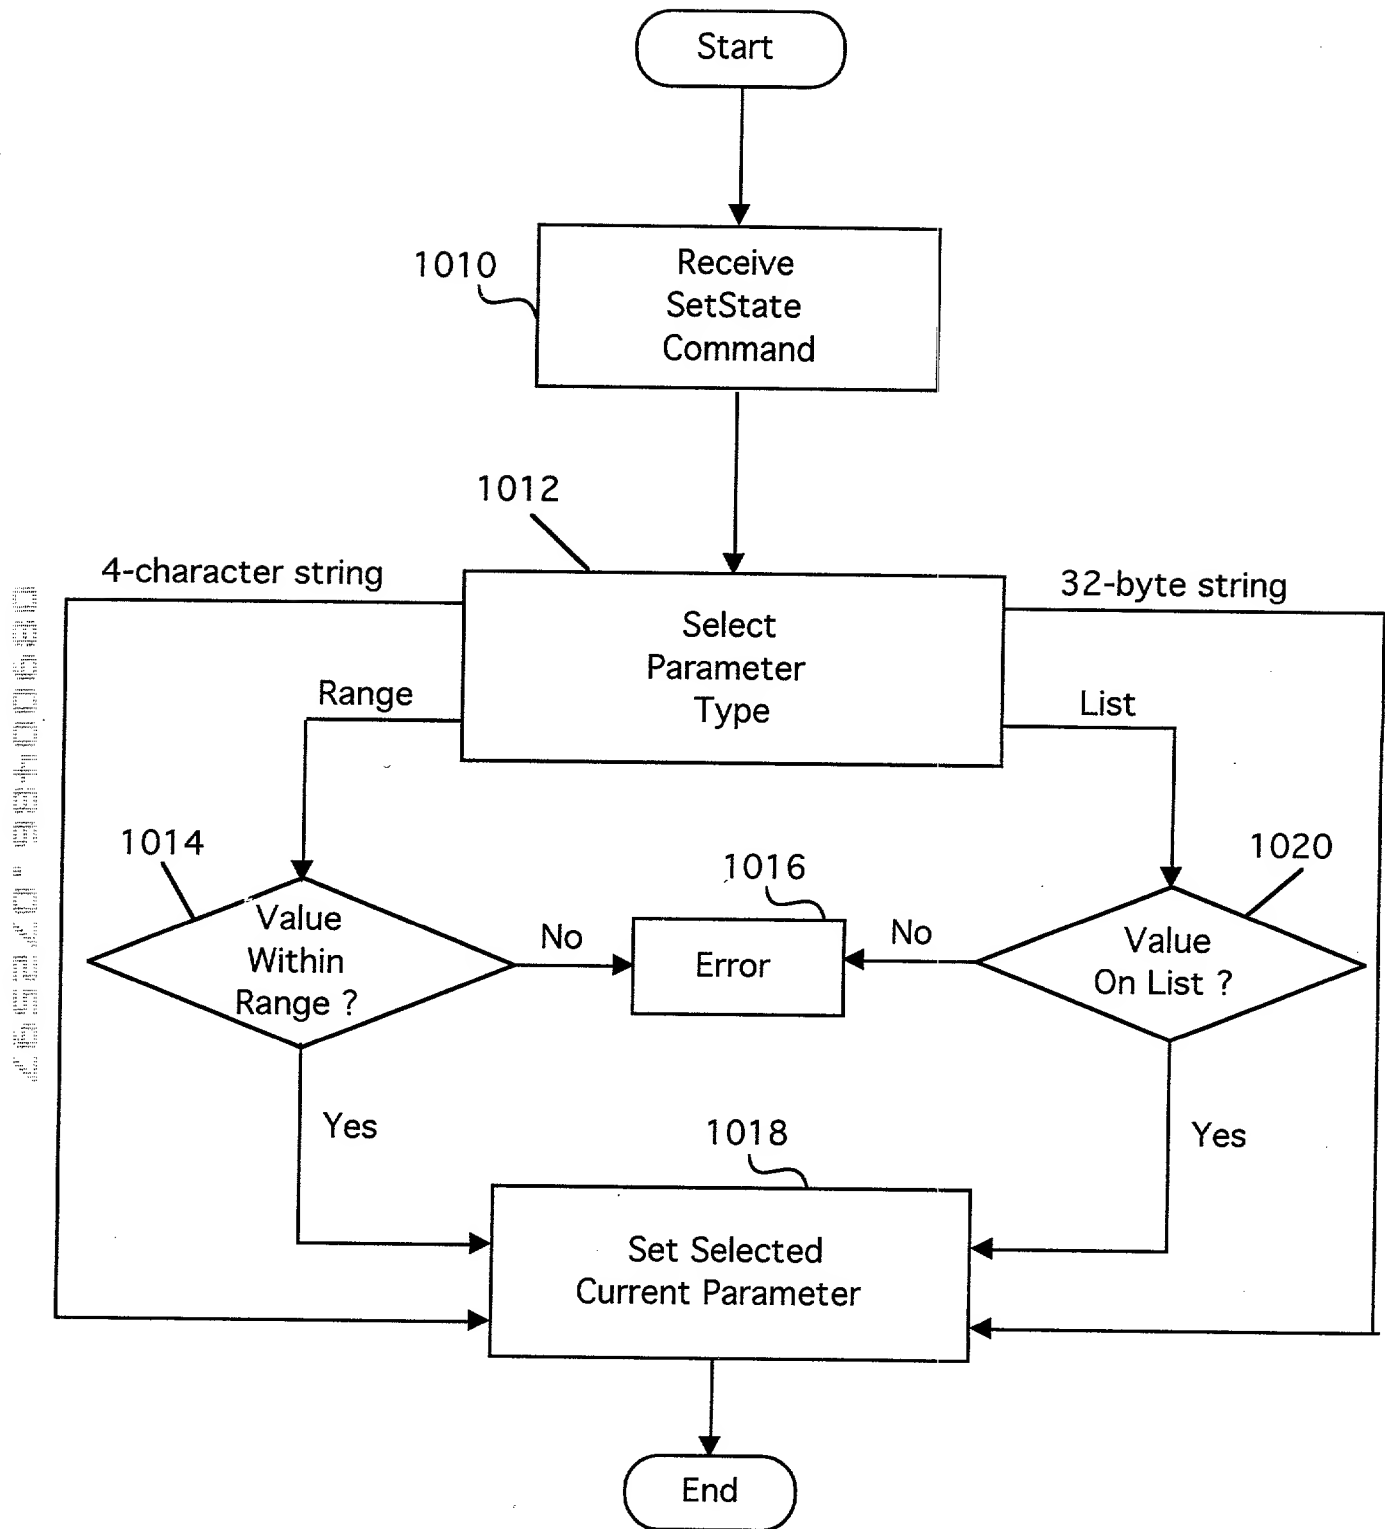 Start
1010
Receive
SetState
Command
1012
4-character string
32-byte string
Select
Parameter
Type
Range
List
1014
Value
Within
Range ?
No
1016
Error
No
1020
Value
On List ?
Yes
Yes
1018
Set Selected
Current Parameter
End